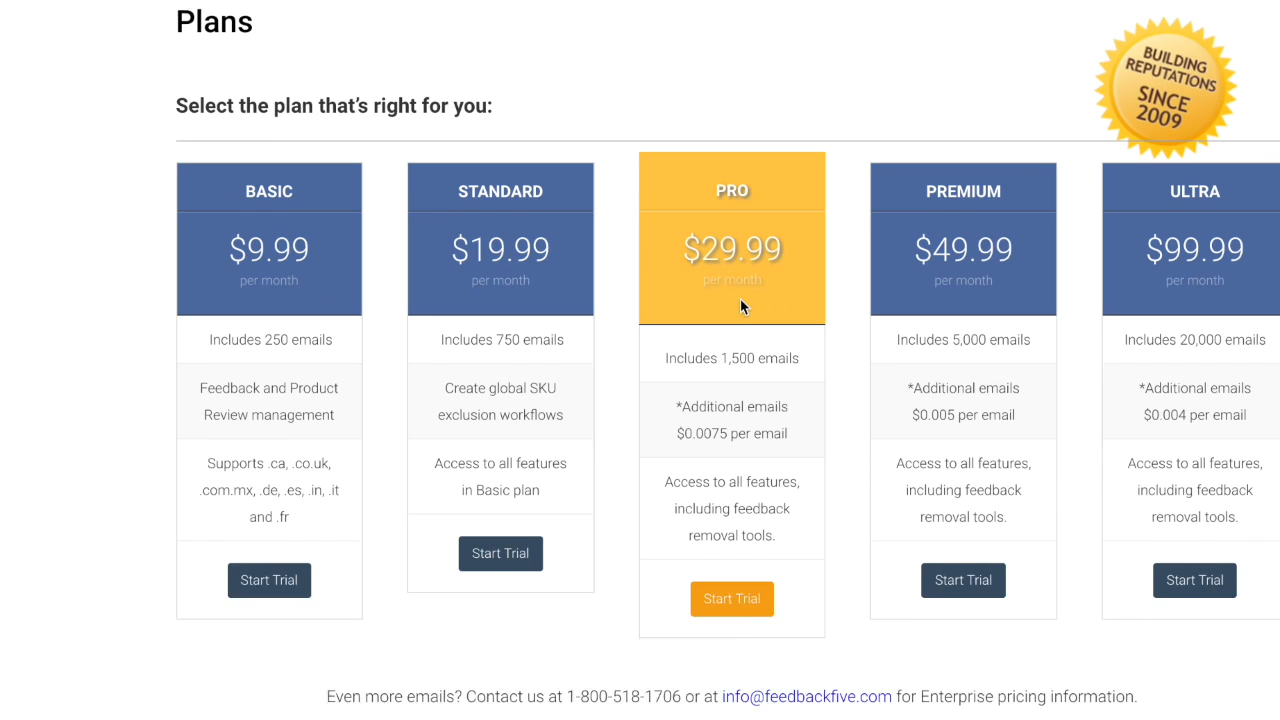 Plans
BUILDING
REPUTATIONS
SINCE
2009
Select the plan that's right for you:
BASIC
$9.99
per month
Includes 250 emails
Feedback and Product
Review management
Supports .ca, .co.uk,
.com.mx, .de, .es, .in, .it
and .fr
Start Trial
STANDARD
$19.99
per month
Includes 750 emails
Create global SKU
exclusion workflows
Access to all features
in Basic plan
Start Trial
PRO
$29.99
per month
Includes 1,500 emails
*Additional emails
$0.0075 per email
Access to all features,
including feedback
removal tools.
Start Trial
PREMIUM
$49.99
per month
Includes 5,000 emails
*Additional emails
$0.005 per email
Access to all features,
including feedback
removal tools.
Start Trial
ULTRA
$99.99
per month
Includes 20,000 emails
*Additional emails
$0.004 per email
Access to all features,
including feedback
removal tools.
Start Trial
Even more emails? Contact us at 1-800-518-1706 or at info@feedbackfive.com for Enterprise pricing information.